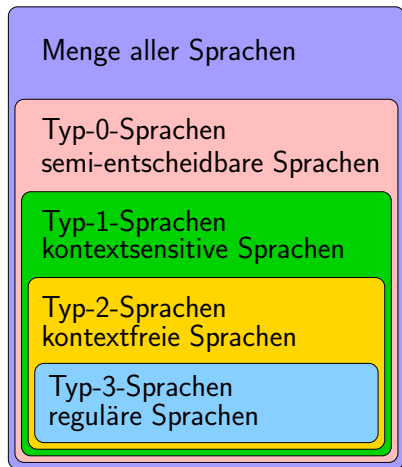 Menge aller Sprachen
Typ-0-Sprachen
semi-entscheidbare Sprachen
Typ-1-Sprachen
kontextsensitive Sprachen
Typ-2-Sprachen
kontextfreie Sprachen
Typ-3-Sprachen
reguläre Sprachen